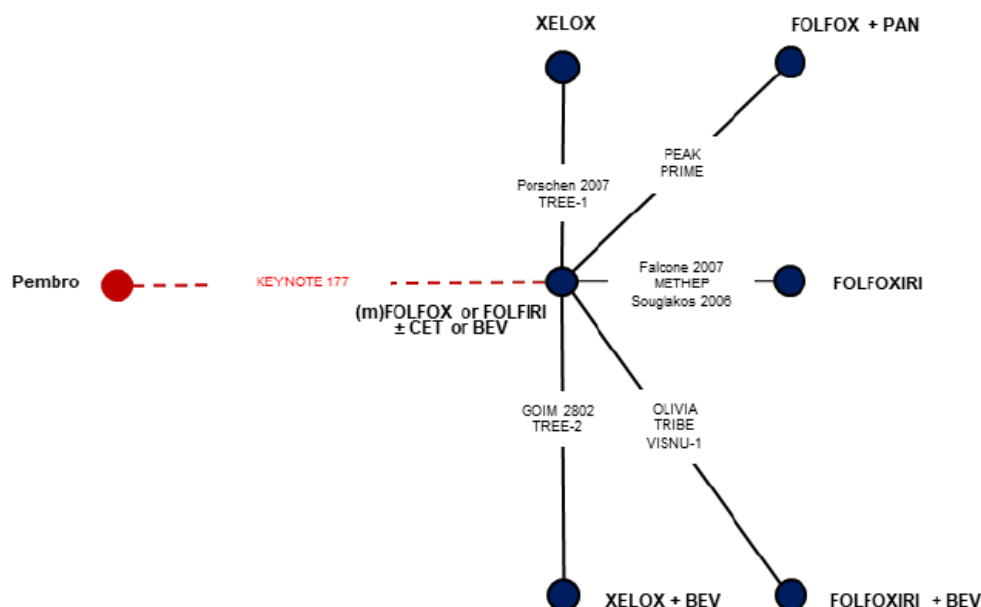 XELOX
FOLFOX + PAN
PEAK
PRIME
Porschen 2007
TREE-1
Pembro
KEYNOTE 177
Falcone 2007
METHEP
Souglakos 2006
FOLFOXIRI
(m)FOLFOX or FOLFIRI
± CET or BEV
GOIM 2802
TREE-2
OLIVIA
TRIBE
VISNU-1
XELOX + BEV
FOLFOXIRI + BEV